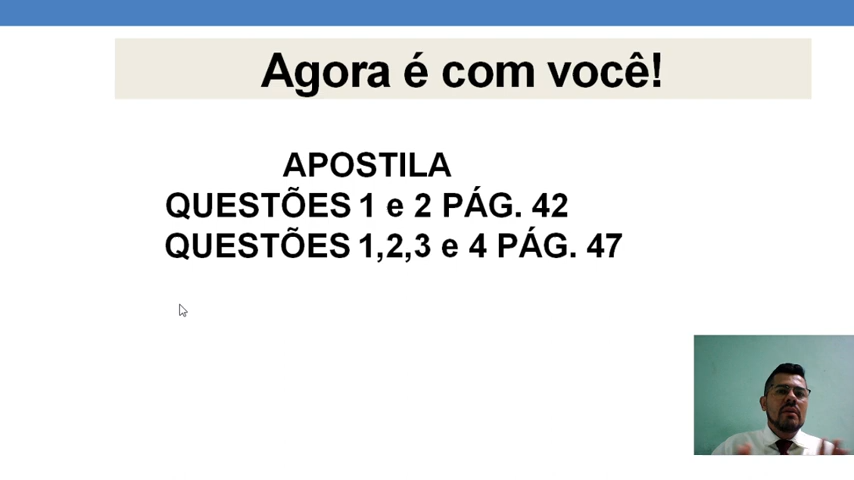 Agora é com você!
APOSTILA
QUESTÕES 1 e 2 PÁG. 42
QUESTÕES 1,2,3 e 4 PÁG. 47